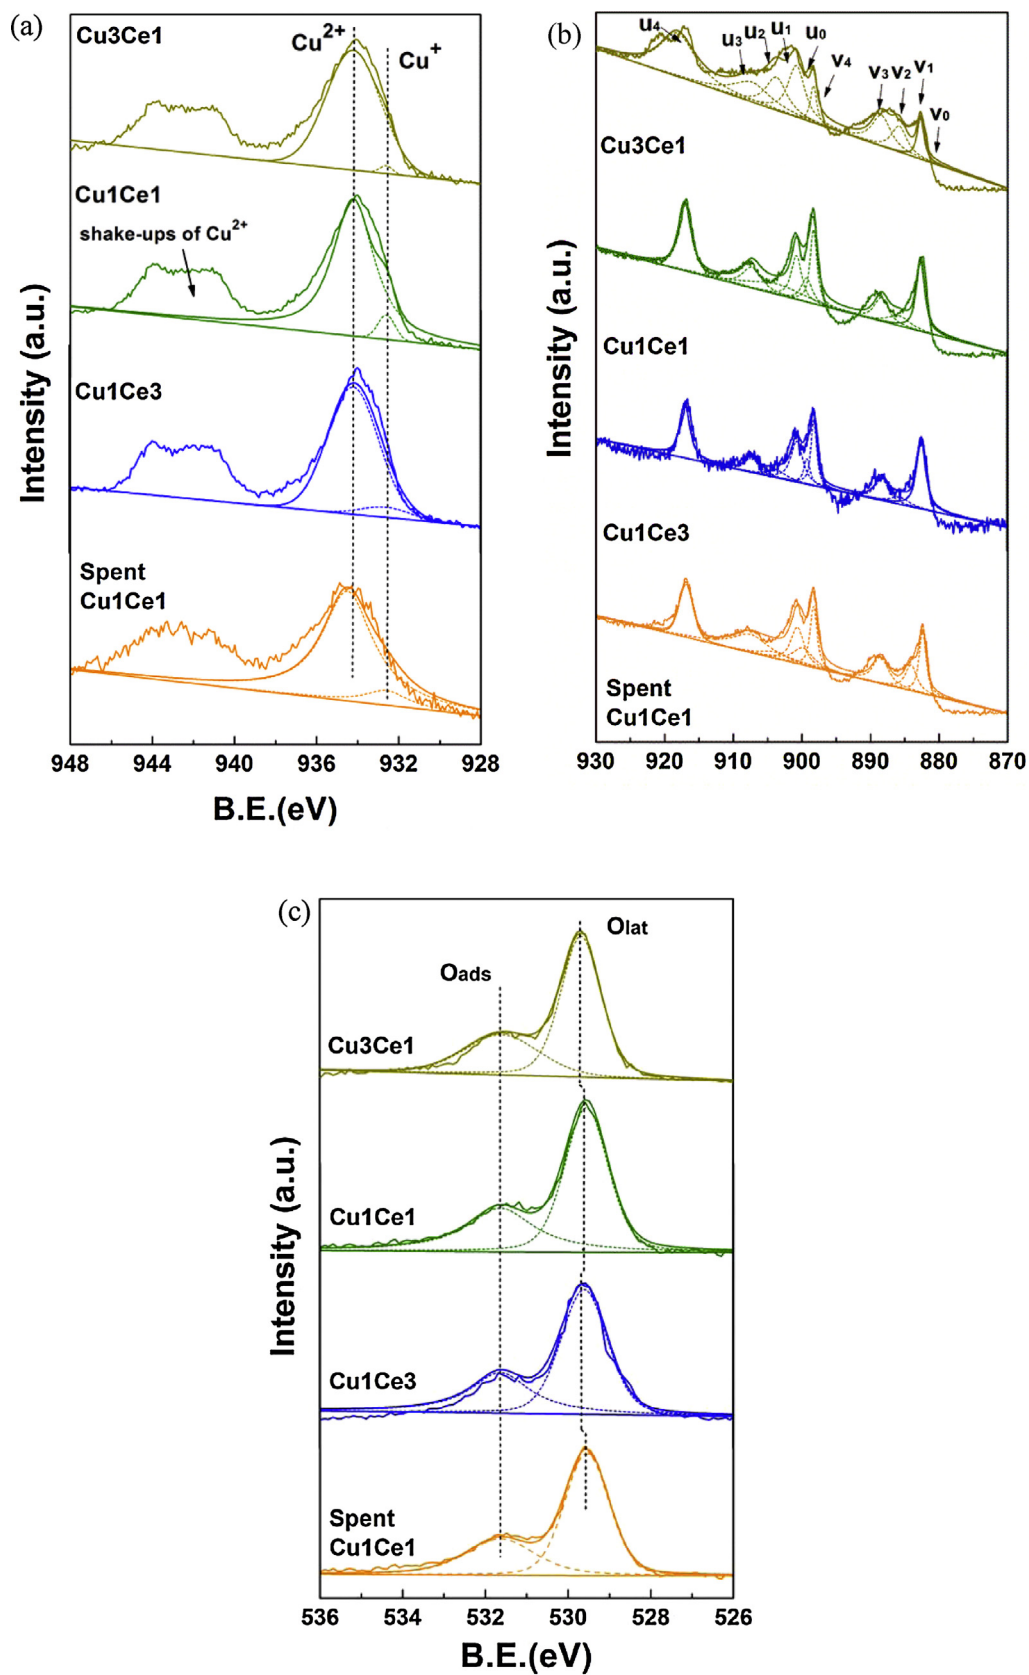 (a)
Cu3Ce1
Cu2+
Cu+
Cu1Ce1
shake-ups of Cu2+
Cu1Ce3
Spent
Cu1Ce1
Intensity (a.u.)
948 944 940 936 932 928
B.E.(eV)
(b)
u4 u3 u2 u1 u0 v4 v3 v2 v1 v0
Cu3Ce1
Cu1Ce1
Cu1Ce3
Spent
Cu1Ce1
Intensity (a.u.)
930 920 910 900 890 880 870
(c)
Olat
Oads
Cu3Ce1
Cu1Ce1
Cu1Ce3
Spent
Cu1Ce1
Intensity (a.u.)
536 534 532 530 528 526
B.E.(eV)